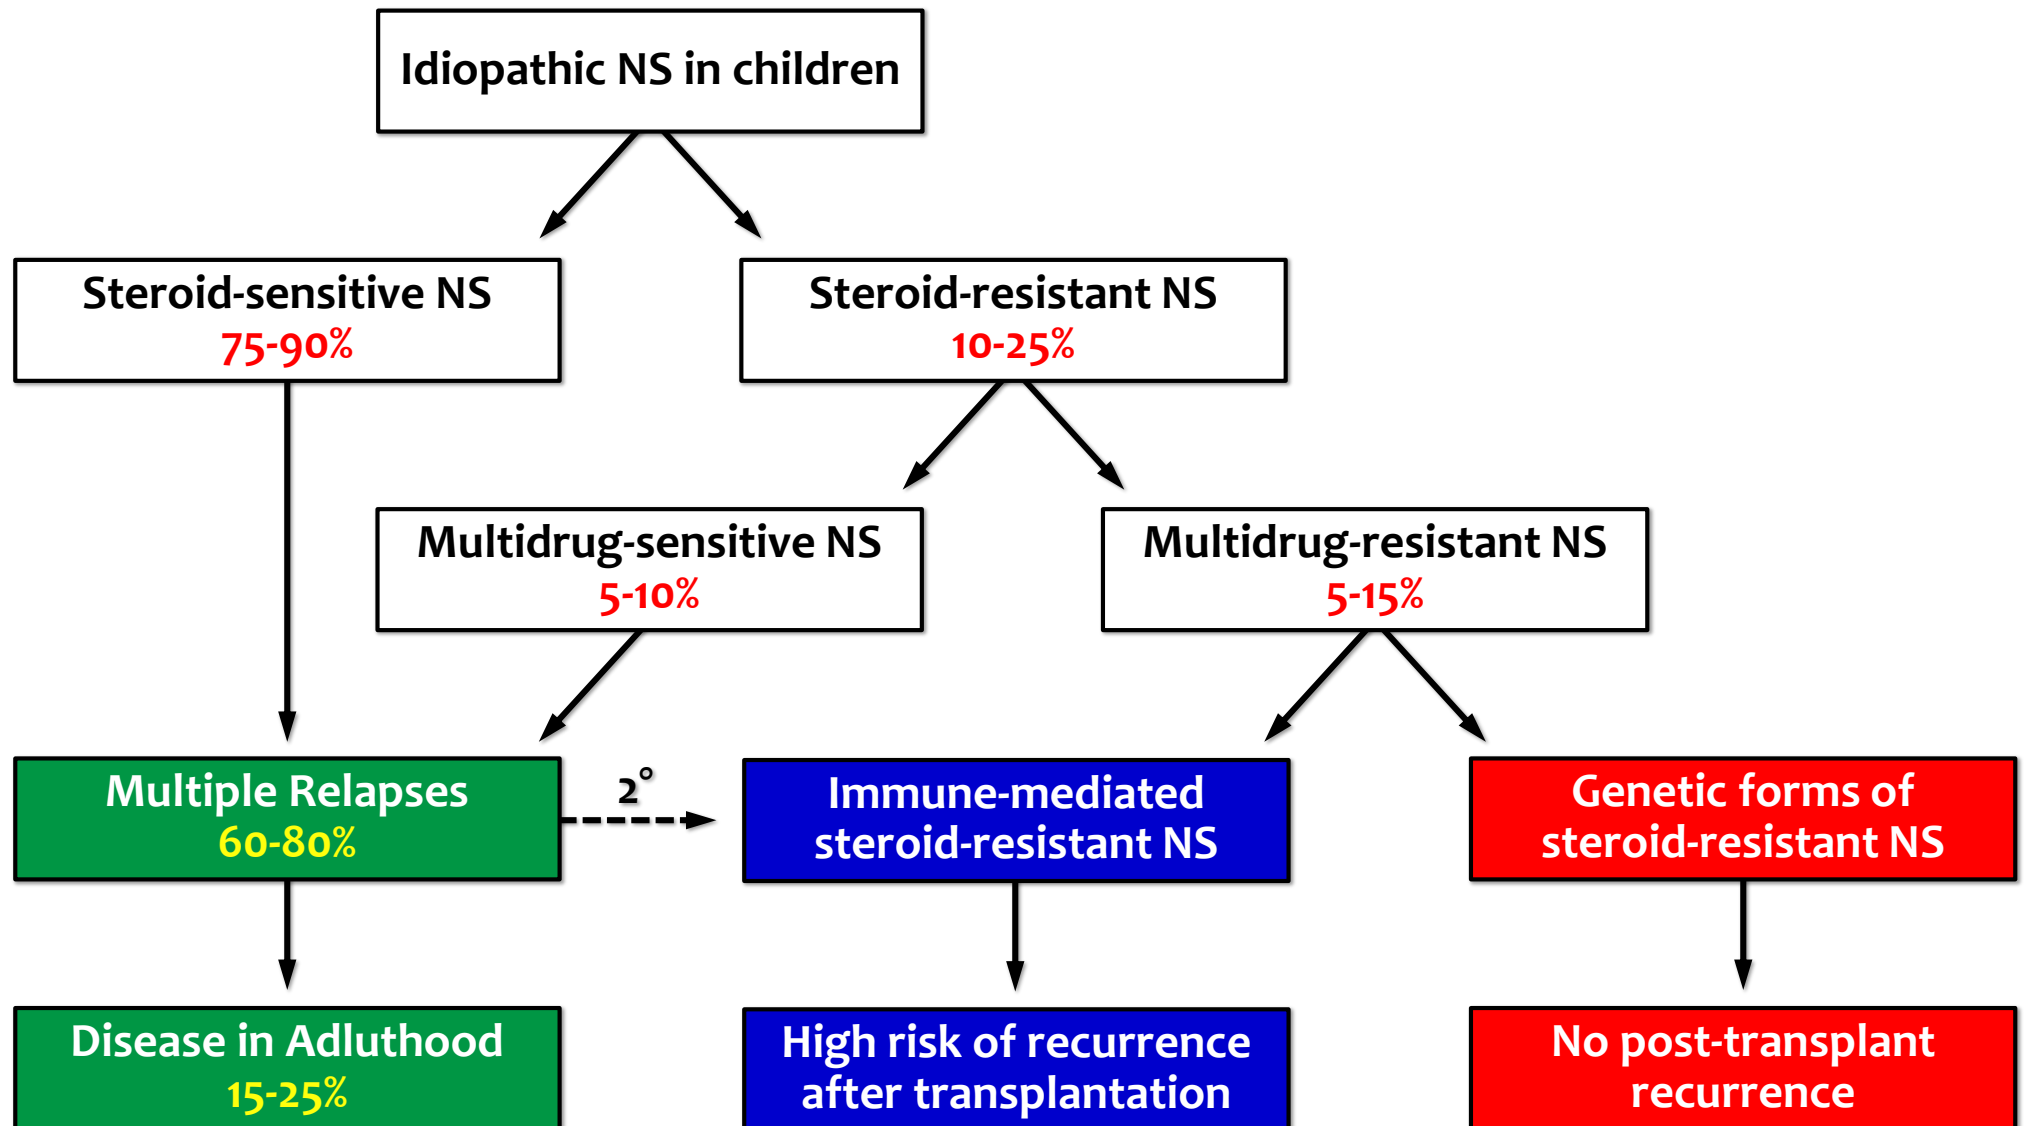 Idiopathic NS in children
Steroid-sensitive NS
75-90%
Steroid-resistant NS
10-25%
Multidrug-sensitive NS
5-10%
Multidrug-resistant NS
5-15%
Multiple Relapses
60-80%
2°
Immune-mediated
steroid-resistant NS
Genetic forms of
steroid-resistant NS
Disease in Adluthood
15-25%
High risk of recurrence
after transplantation
No post-transplant
recurrence